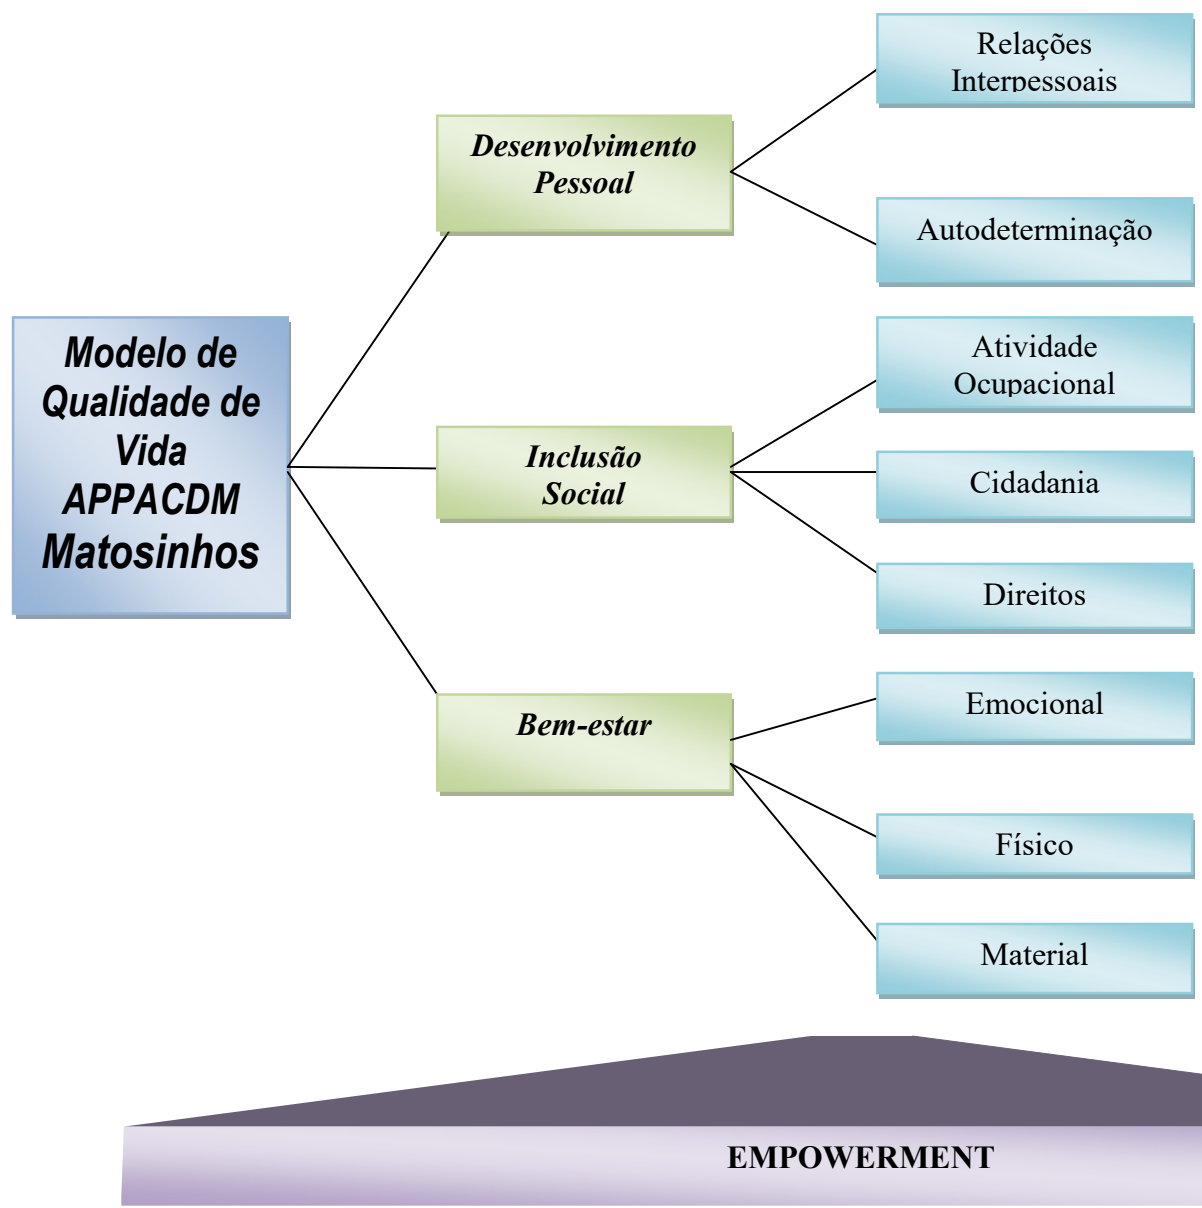 Relações
Interpessoais
Desenvolvimento
Pessoal
Autodeterminação
Modelo de
Qualidade de
Vida
APPACDM
Matosinhos
Atividade
Ocupacional
Inclusão
Social
Cidadania
Direitos
Bem-estar
Emocional
Físico
Material
EMPOWERMENT